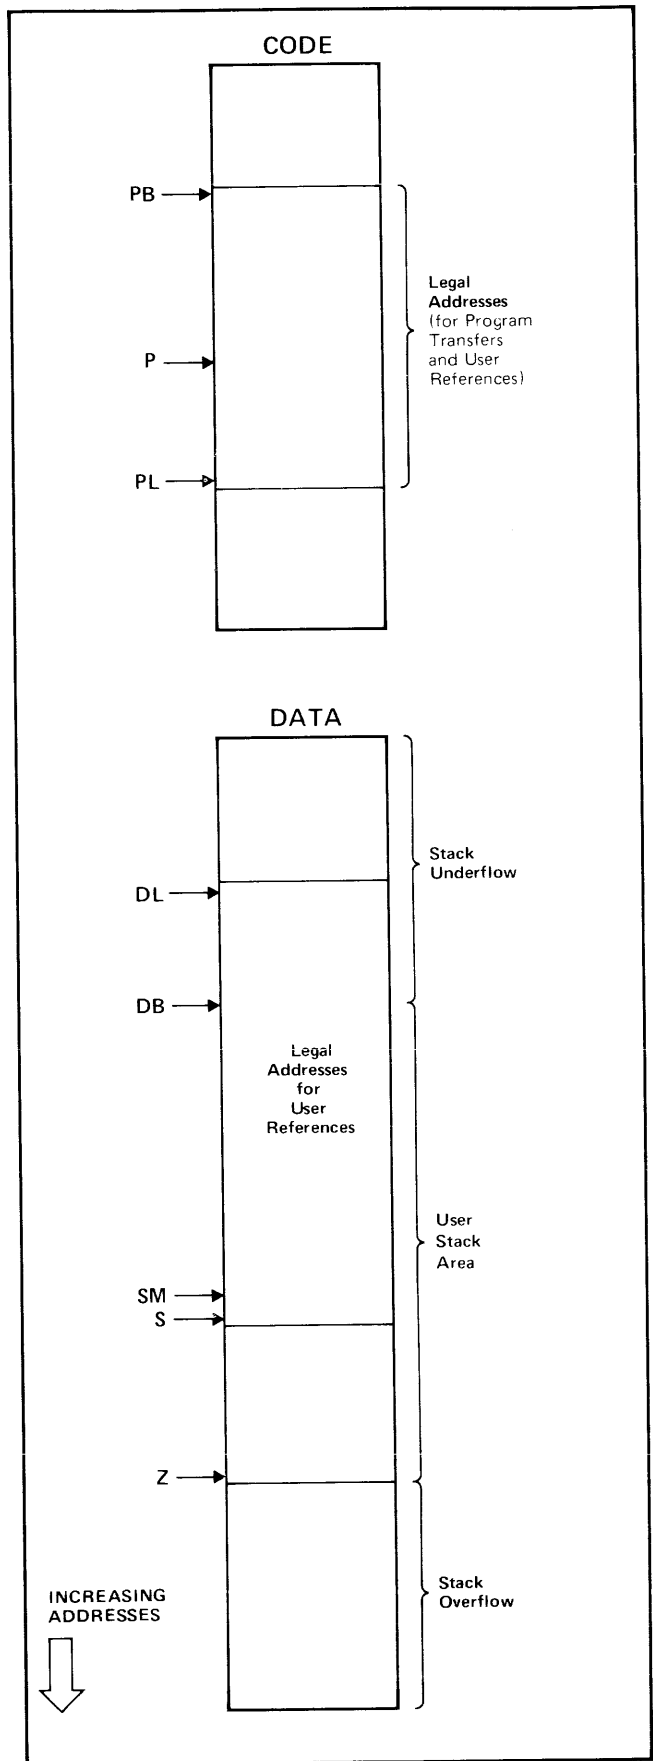 CODE
PB
Legal
Addresses
(for Program
Transfers
and User
References)
P
PL
DATA
Stack
Underflow
DL
DB
Legal
Addresses
for
User
References
User
Stack
Area
SM
S
Z
Stack
Overflow
INCREASING
ADDRESSES